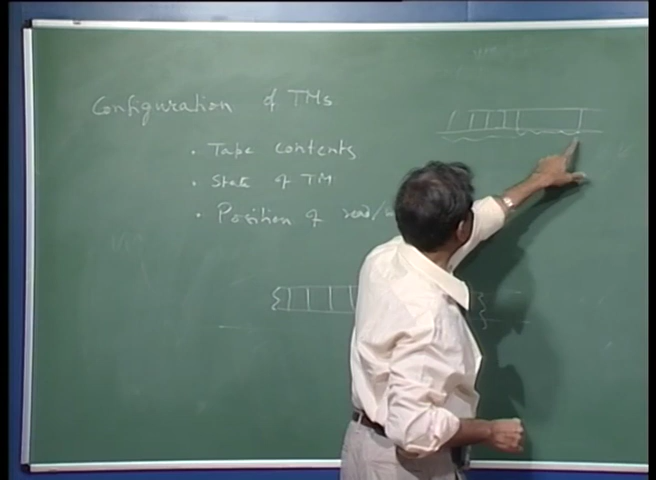 Configuration of TMs
· Tape contents
· State of TM
· Position of read/